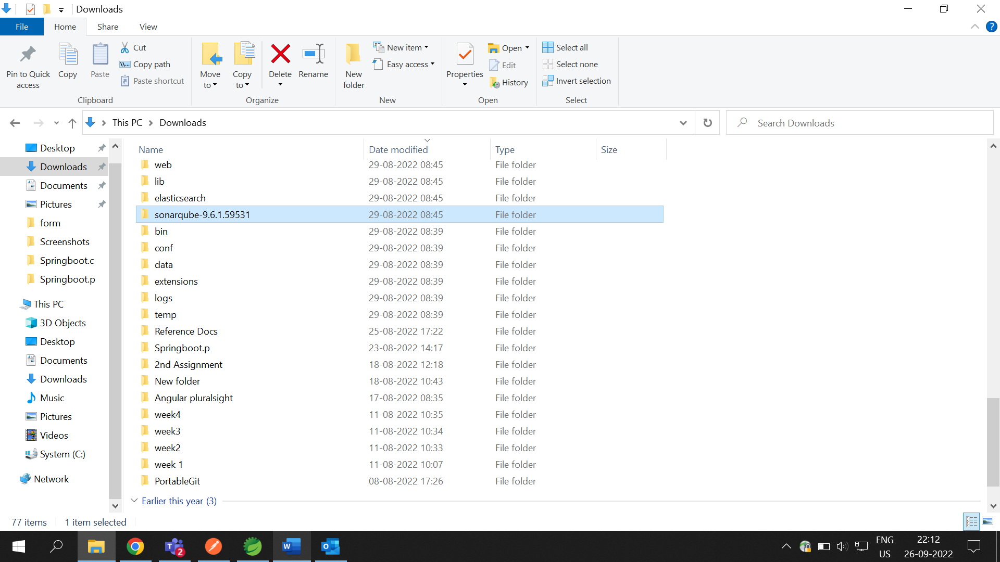 Downloads
File Home Share View
Pin to Quick access
Copy
Paste
Cut
Copy path
Paste shortcut
Clipboard
Move to
Copy to
Delete
Rename
Organize
New folder
New item
Easy access
New
Properties
Open
Edit
History
Open
Select all
Select none
Invert selection
Select
This PC Downloads
Search Downloads
Desktop
Downloads
Documents
Pictures
form
Screenshots
Springboot.c
Springboot.p
This PC
3D Objects
Desktop
Documents
Downloads
Music
Pictures
Videos
System (C:)
Network
Name Date modified Type Size
web 29-08-2022 08:45 File folder
lib 29-08-2022 08:45 File folder
elasticsearch 29-08-2022 08:45 File folder
sonarqube-9.6.1.59531 29-08-2022 08:45 File folder
bin 29-08-2022 08:39 File folder
conf 29-08-2022 08:39 File folder
data 29-08-2022 08:39 File folder
extensions 29-08-2022 08:39 File folder
logs 29-08-2022 08:39 File folder
temp 29-08-2022 08:39 File folder
Reference Docs 25-08-2022 17:22 File folder
Springboot.p 23-08-2022 14:17 File folder
2nd Assignment 18-08-2022 12:18 File folder
New folder 18-08-2022 10:43 File folder
Angular pluralsight 17-08-2022 08:35 File folder
week4 11-08-2022 10:35 File folder
week3 11-08-2022 10:34 File folder
week2 11-08-2022 10:33 File folder
week 1 11-08-2022 10:07 File folder
PortableGit 08-08-2022 17:26 File folder
Earlier this year (3)
77 items 1 item selected
ENG
US
22:12
26-09-2022